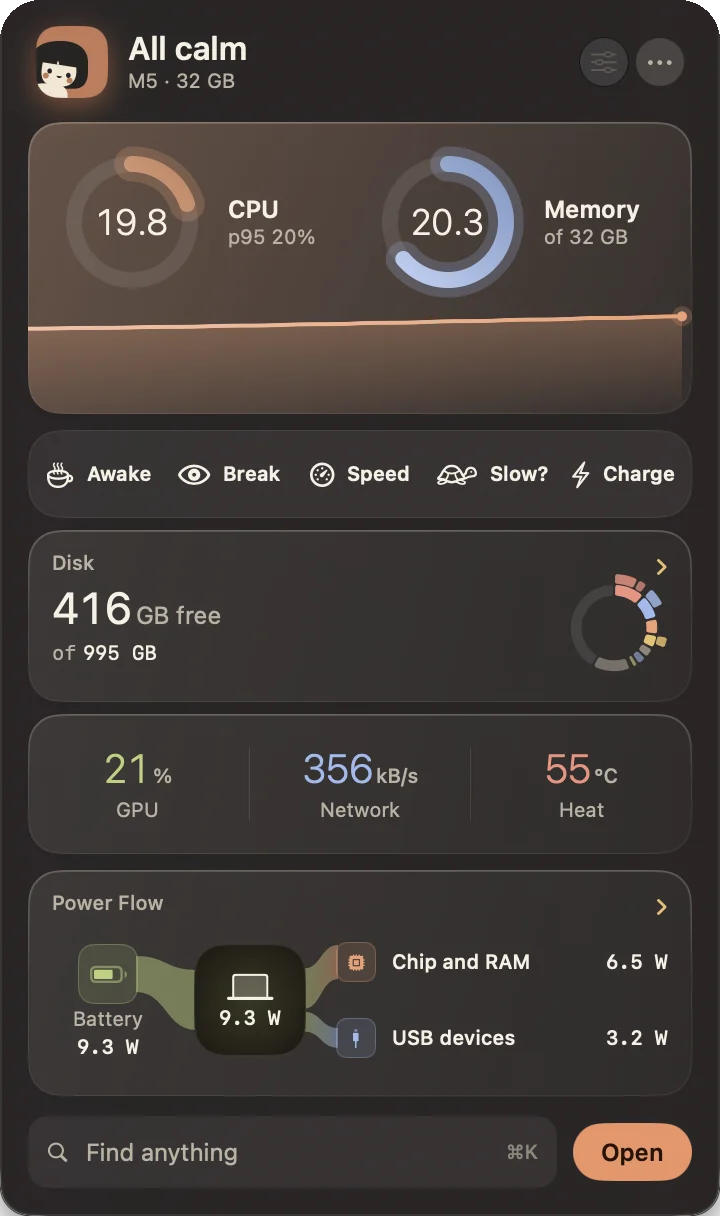 All calm
M5 · 32 GB
19.8
CPU
p95 20%
20.3
Memory
of 32 GB
Awake
Break
Speed
Slow?
Charge
Disk
416 GB free
of 995 GB
21 %
GPU
356 kB/s
Network
55 °C
Heat
Power Flow
Battery
9.3 W
9.3 W
Chip and RAM 6.5 W
USB devices 3.2 W
Find anything ⌘K
Open